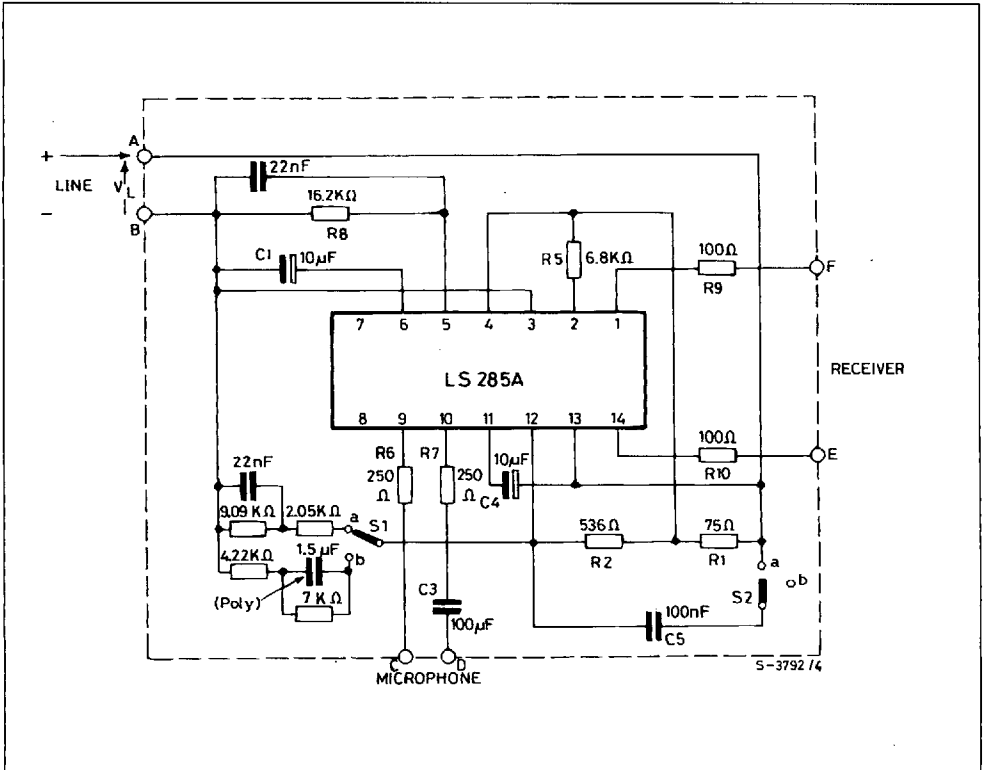 A
+
22nF
LINE
VL
16.2KΩ
-
B
R8
C1
10µF
R5
6.8KΩ
100Ω
F
R9
7 6 5 4 3 2 1
RECEIVER
LS 285A
8 9 10 11 12 13 14
R6
R7
100Ω
E
R10
22nF
250
Ω
250
Ω
10µF
C4
9.09 KΩ
2.05KΩ
a
S1
536Ω
75Ω
R2
R1
a
4.22KΩ
1.5 µF
b
b
S2
(Poly)
7 KΩ
C3
100µF
100nF
C5
C
D
S-3792/4
MICROPHONE